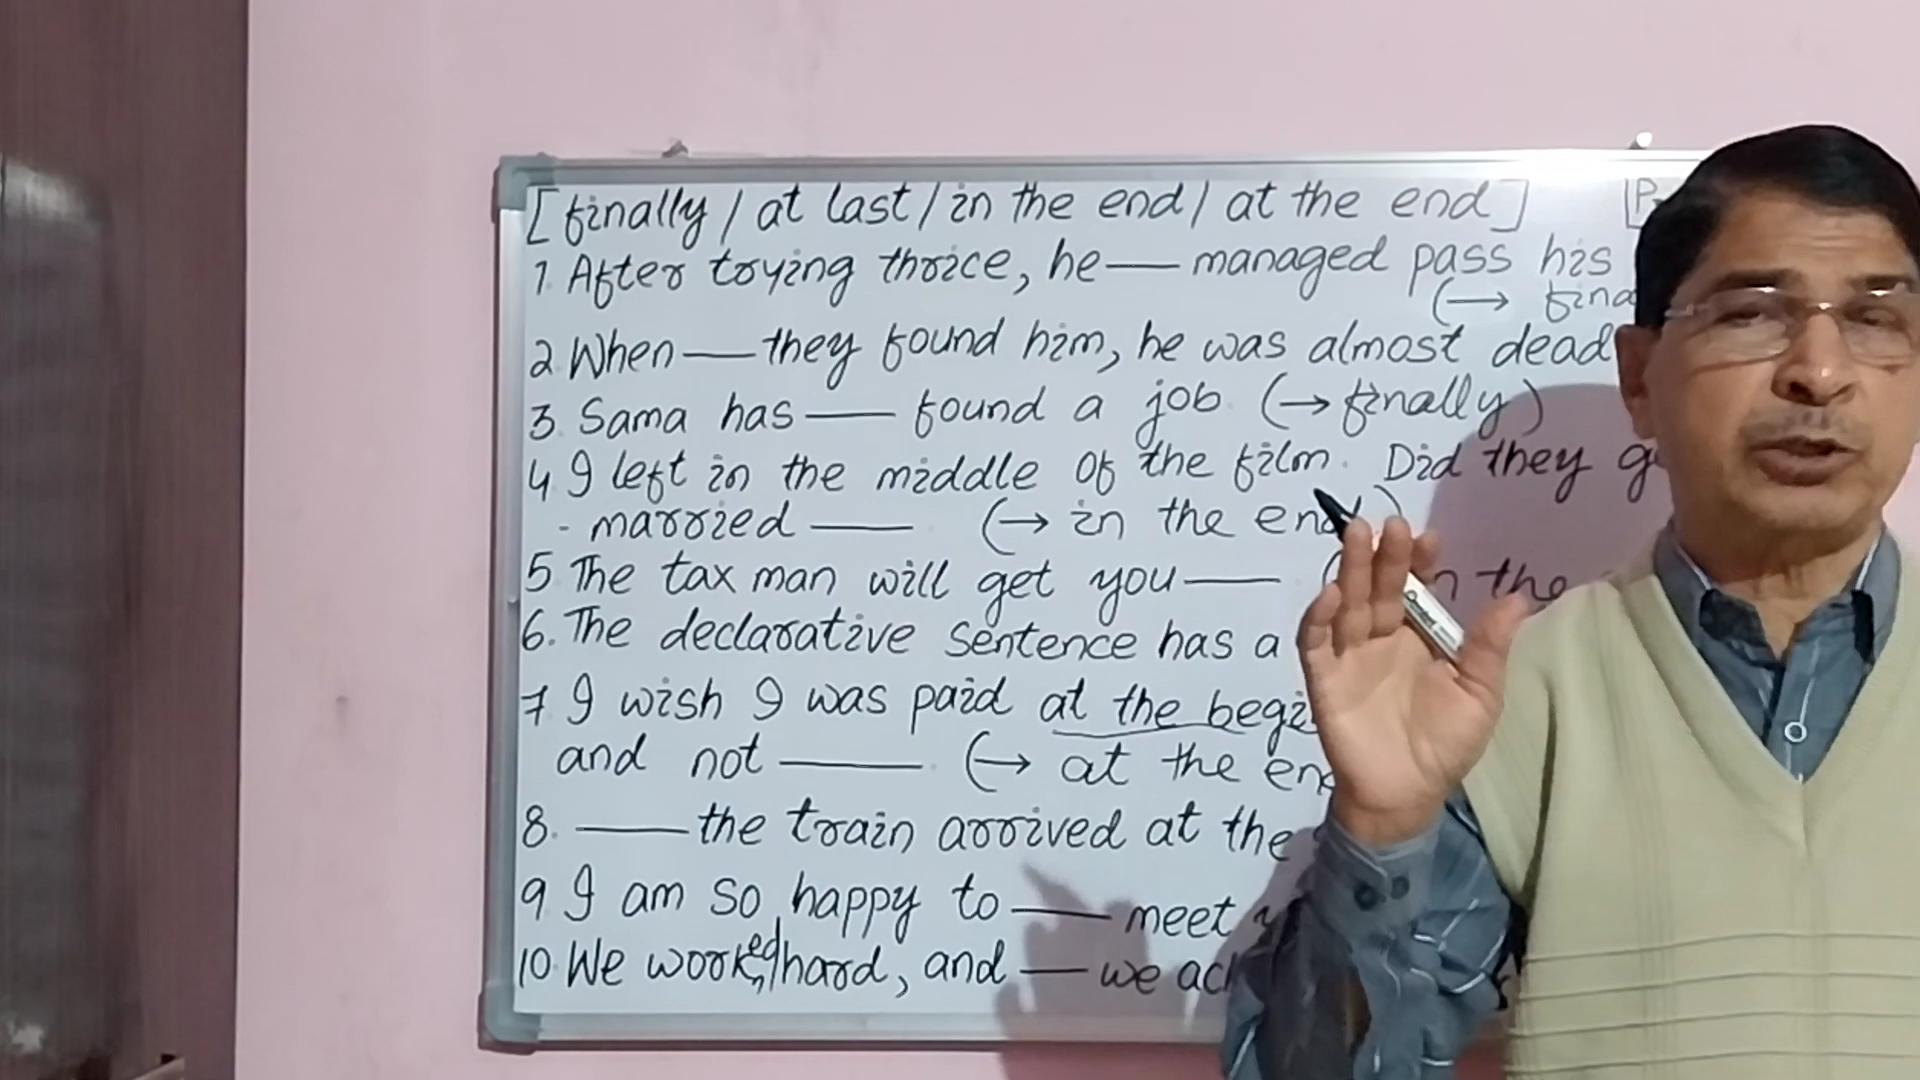 [finally / at last / in the end / at the end] [P-
1. After trying thrice, he — managed pass his
(→ fina
2 When — they found him, he was almost dead
3. Sama has — found a job. (→ finally)
4 I left in the middle of the film. Did they g
- married — (→ in the end)
5 The tax man will get you — ( n the
6. The declarative sentence has a
7 I wish I was paid at the begi
and not —. (→ at the end
8. — the train arrived at the
9 I am so happy to — meet
10. We worked hard, and — we ac